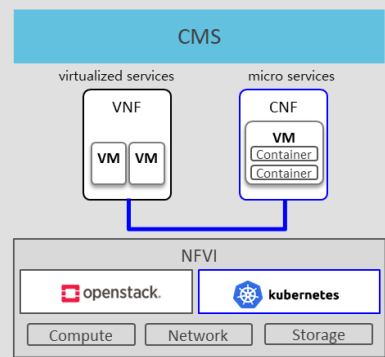 CMS
virtualized services
micro services
VNF
CNF
VM
VM
VM
Container
Container
NFVI
openstack.
kubernetes
Compute
Network
Storage